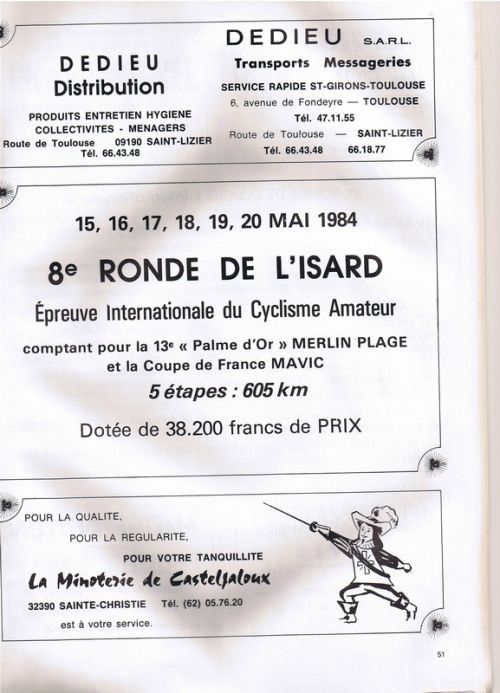 DEDIEU
Distribution
PRODUITS ENTRETIEN HYGIENE
COLLECTIVITES - MENAGERS
Route de Toulouse 09190 SAINT-LIZIER
Tél. 66.43.48
DEDIEU S.A.R.L.
Transports Messageries
SERVICE RAPIDE ST-GIRONS-TOULOUSE
6, avenue de Fondeyre — TOULOUSE
Tél. 47.11.55
Route de Toulouse — SAINT-LIZIER
Tél. 66.43.48 66.18.77
15, 16, 17, 18, 19, 20 MAI 1984
8e RONDE DE L'ISARD
Épreuve Internationale du Cyclisme Amateur
comptant pour la 13e « Palme d'Or » MERLIN PLAGE
et la Coupe de France MAVIC
5 étapes : 605 km
Dotée de 38.200 francs de PRIX
POUR LA QUALITE,
POUR LA REGULARITE,
POUR VOTRE TANQUILLITE
La Minoterie de Casteljaloux
32390 SAINTE-CHRISTIE Tél. (62) 05.76.20
est à votre service.
51